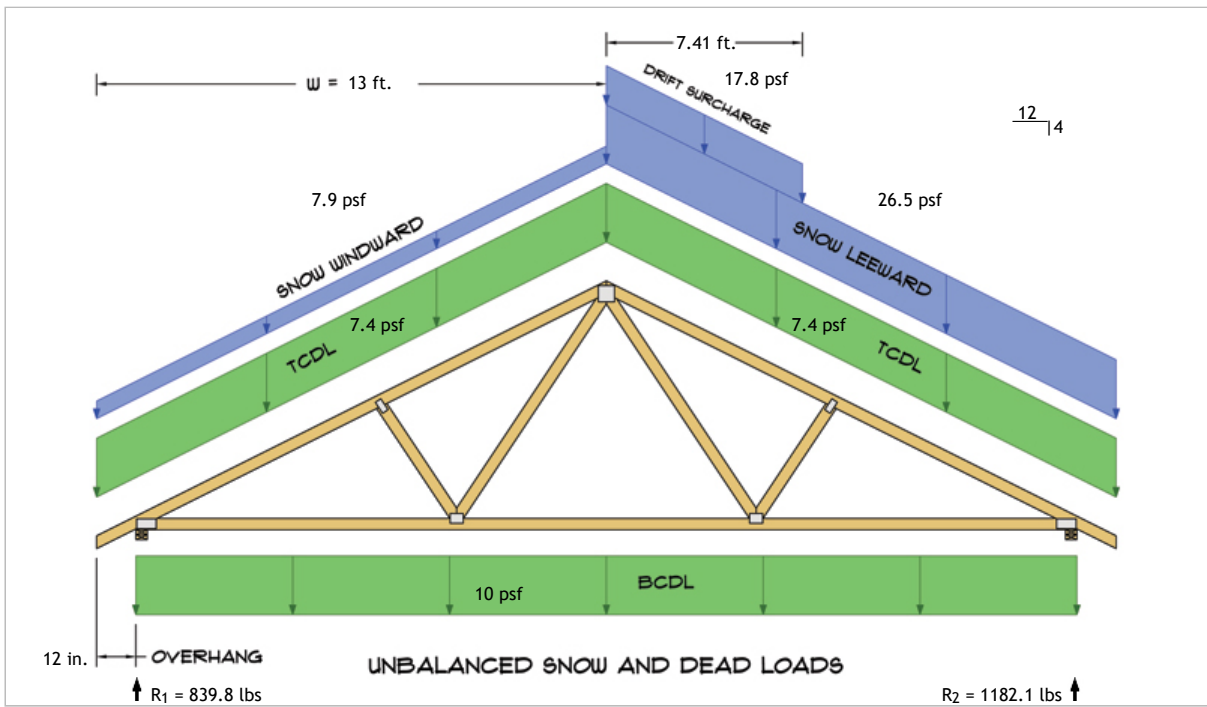 7.41 ft.
W = 13 ft.
DRIFT SURCHARGE
17.8 psf
12
4
7.9 psf
26.5 psf
SNOW WINDWARD
SNOW LEEWARD
7.4 psf
7.4 psf
TCDL
TCDL
10 psf
BCDL
12 in.
OVERHANG
UNBALANCED SNOW AND DEAD LOADS
R1 = 839.8 lbs
R2 = 1182.1 lbs